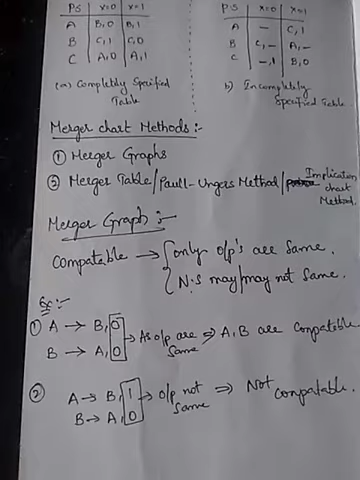 PS x=0 x=1
A B,0 B,1
B C,1 C,0
C A,0 A,1
(a) Completely Specified
Table
PS x=0 x=1
A – C,1
B C,– A,–
C –,1 B,0
b) Incompletely
Specified Table
Merger chart Methods :-
① Merger Graphs
② Merger Table/Paull-Ungers Method/Implication
chart
Method.
Merger Graph :-
Compatable → { only o/p's are Same.
N.S may/may not Same.
Ex:-
① A → B,0
B → A,0 → As o/p are Same ⇒ A,B are Compatable
② A → B,1
B → A,0 → o/p not Same ⇒ Not Compatable.